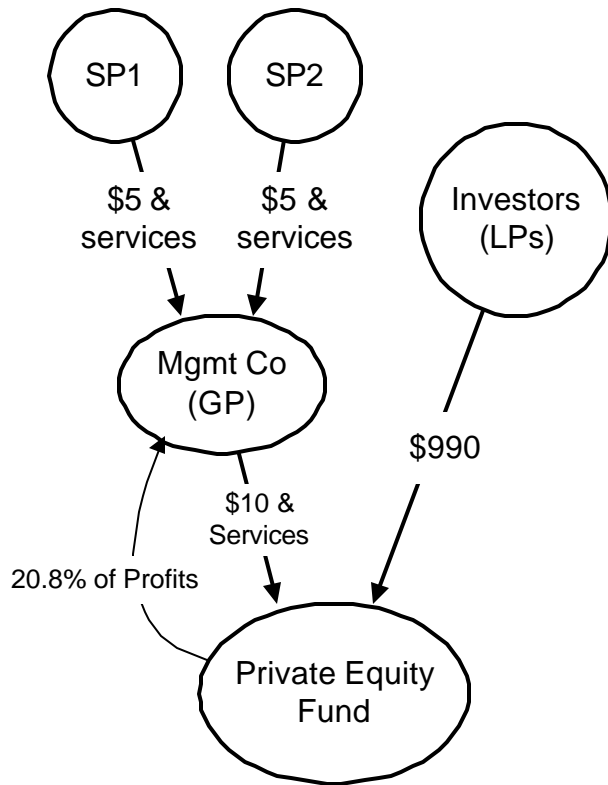 SP1
SP2
$5 &
services
$5 &
services
Investors
(LPs)
Mgmt Co
(GP)
$990
$10 &
Services
20.8% of Profits
Private Equity
Fund